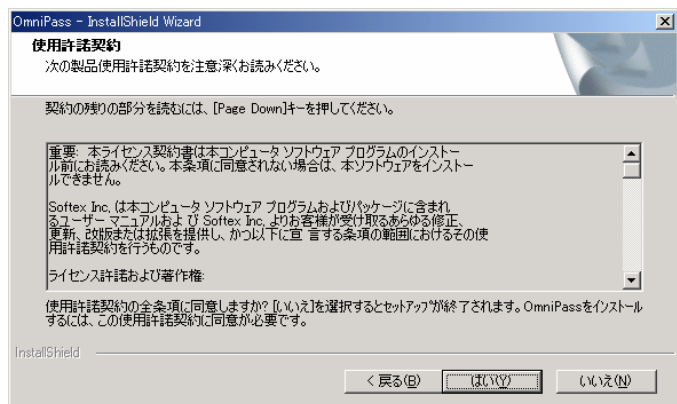 OmniPass - InstallShield Wizard
使用許諾契約
次の製品使用許諾契約を注意深くお読みください。
契約の残りの部分を読むには、[Page Down]キーを押してください。
重要: 本ライセンス契約書は本コンピュータ ソフトウェア プログラムのインストー
ル前にお読みください。本条項に同意されない場合は、本ソフトウェアをインストー
ルできません。
Softex Inc. は本コンピュータ ソフトウェア プログラムおよびパッケージに含まれ
るユーザー マニュアルおよ び Softex Inc. よりお客様が受け取るあらゆる修正、
更新、改版または拡張を提供し、かつ以下に宣 言する条項の範囲におけるその使
用許諾契約を行うものです。
ライセンス許諾および著作権:
使用許諾契約の全条項に同意しますか? [いいえ]を選択するとセットアップが終了されます。OmniPassをインストール
するには、この使用許諾契約に同意が必要です。
InstallShield
< 戻る(B)
はい(Y)
いいえ(N)